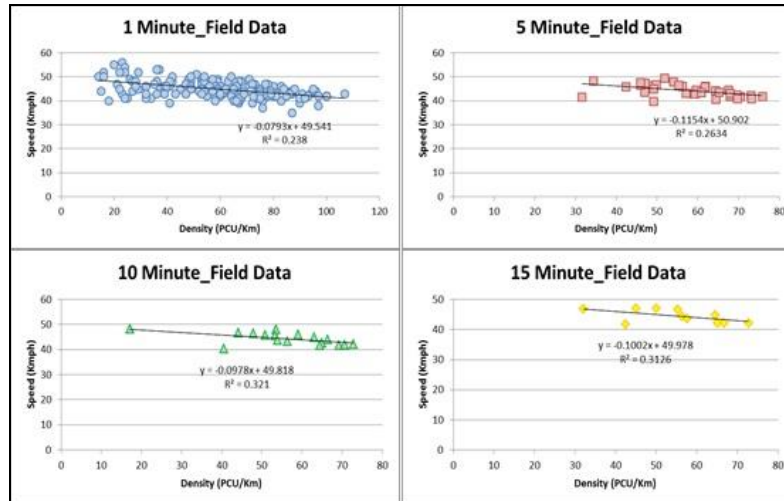 1 Minute_Field Data
60
50
40
30
20
10
0
Speed (Kmph)
y = -0.0793x + 49.541
R² = 0.238
0 20 40 60 80 100 120
Density (PCU/Km)
5 Minute_Field Data
60
50
40
30
20
10
0
Speed (Kmph)
y = -0.1154x + 50.902
R² = 0.2634
0 10 20 30 40 50 60 70 80
Density (PCU/Km)
10 Minute_Field Data
60
50
40
30
20
10
0
Speed (Kmph)
y = -0.0978x + 49.818
R² = 0.321
0 10 20 30 40 50 60 70 80
Density (PCU/Km)
15 Minute_Field Data
50
40
30
20
10
0
Speed (Kmph)
y = -0.1002x + 49.978
R² = 0.3126
0 10 20 30 40 50 60 70 80
Density (PCU/Km)